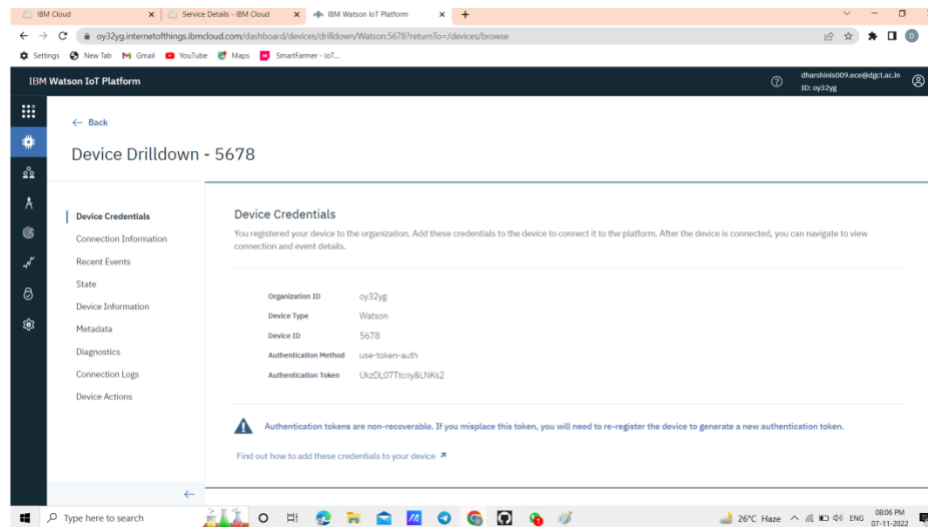 IBM Cloud
Service Details - IBM Cloud
IBM Watson IoT Platform
oy32yg.internetofthings.ibmcloud.com/dashboard/devices/drilldown/Watson:5678?returnTo=/devices/browse
Settings New Tab Gmail YouTube Maps SmartFarmer - IoT...
IBM Watson IoT Platform
dharshinis009.ece@dgct.ac.in
ID: oy32yg
Back
Device Drilldown - 5678
Device Credentials
Connection Information
Recent Events
State
Device Information
Metadata
Diagnostics
Connection Logs
Device Actions
Device Credentials
You registered your device to the organization. Add these credentials to the device to connect it to the platform. After the device is connected, you can navigate to view
connection and event details.
Organization ID oy32yg
Device Type Watson
Device ID 5678
Authentication Method use-token-auth
Authentication Token UkzDL07Ttcny&LNKs2
Authentication tokens are non-recoverable. If you misplace this token, you will need to re-register the device to generate a new authentication token.
Find out how to add these credentials to your device
Type here to search
26°C Haze
ENG
08:06 PM
07-11-2022